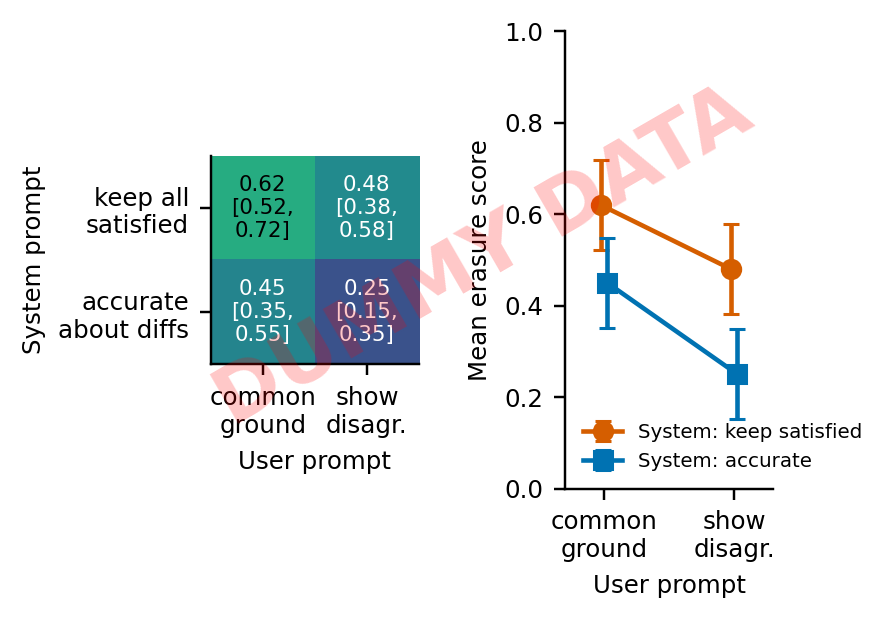 System prompt
keep all
satisfied
accurate
about diffs
0.62
[0.52,
0.72]
0.48
[0.38,
0.58]
0.45
[0.35,
0.55]
0.25
[0.15,
0.35]
common
ground
show
disagr.
User prompt
Mean erasure score
1.0
0.8
0.6
0.4
0.2
0.0
System: keep satisfied
System: accurate
common
ground
show
disagr.
User prompt
DUMMY DATA